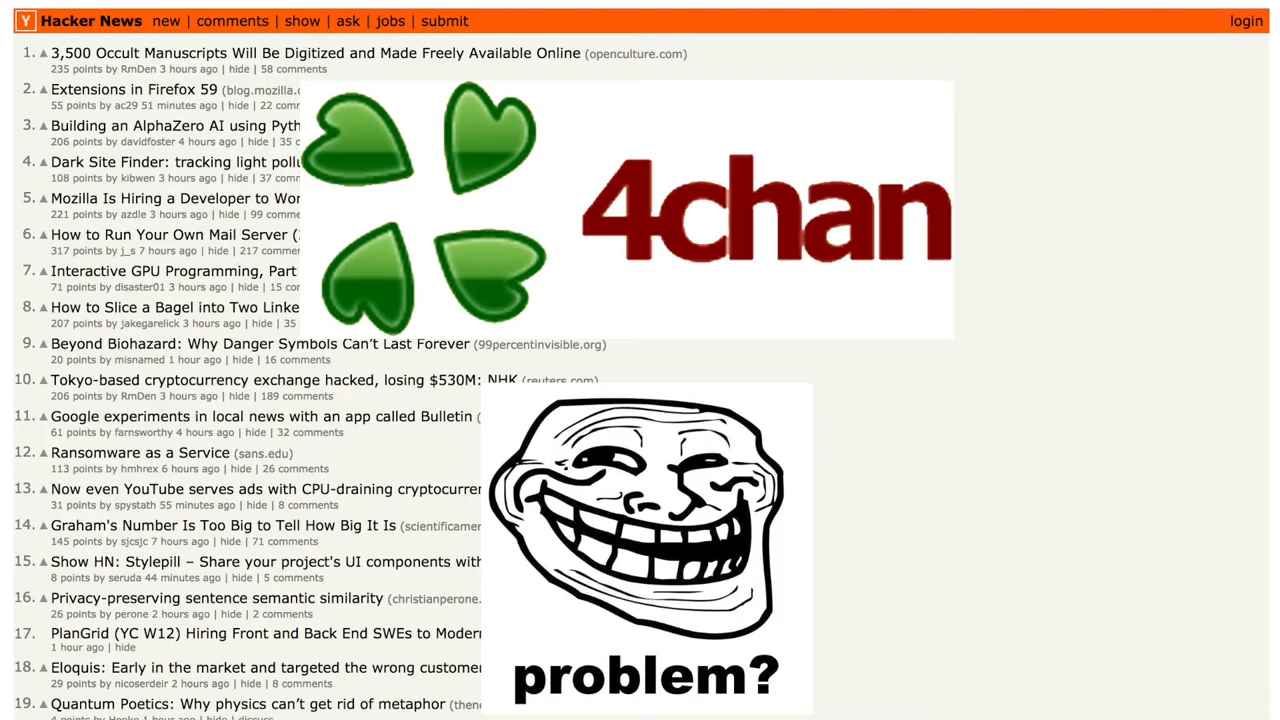 Y Hacker News new | comments | show | ask | jobs | submit login
1. 3,500 Occult Manuscripts Will Be Digitized and Made Freely Available Online (openculture.com)
235 points by RmDen 3 hours ago | hide | 58 comments
2. Extensions in Firefox 59 (blog.mozilla.c
55 points by ac29 51 minutes ago | hide | 22 comm
3. Building an AlphaZero AI using Pyth
206 points by davidfoster 4 hours ago | hide | 35 c
4. Dark Site Finder: tracking light pollu
108 points by kibwen 3 hours ago | hide | 37 comm
5. Mozilla Is Hiring a Developer to Wor
221 points by azdle 3 hours ago | hide | 99 comme
6. How to Run Your Own Mail Server (
317 points by j_s 7 hours ago | hide | 217 commer
7. Interactive GPU Programming, Part
71 points by disaster01 3 hours ago | hide | 15 cor
8. How to Slice a Bagel into Two Linke
207 points by jakegarelick 3 hours ago | hide | 35
4chan
9. Beyond Biohazard: Why Danger Symbols Can't Last Forever (99percentinvisible.org)
20 points by misnamed 1 hour ago | hide | 16 comments
10. Tokyo-based cryptocurrency exchange hacked, losing $530M: NHK (reuters.com)
206 points by RmDen 3 hours ago | hide | 189 comments
11. Google experiments in local news with an app called Bulletin (
61 points by farnsworthy 4 hours ago | hide | 32 comments
12. Ransomware as a Service (sans.edu)
113 points by hmhrex 6 hours ago | hide | 26 comments
13. Now even YouTube serves ads with CPU-draining cryptocurrer
31 points by spystath 55 minutes ago | hide | 8 comments
14. Graham's Number Is Too Big to Tell How Big It Is (scientificamer
145 points by sjcsjc 7 hours ago | hide | 71 comments
15. Show HN: Stylepill – Share your project's UI components with
8 points by seruda 44 minutes ago | hide | 5 comments
16. Privacy-preserving sentence semantic similarity (christianperone.
26 points by perone 2 hours ago | hide | 2 comments
17. PlanGrid (YC W12) Hiring Front and Back End SWEs to Modern
1 hour ago | hide
18. Eloquis: Early in the market and targeted the wrong custome
29 points by nicoserdeir 2 hours ago | hide | 8 comments
problem?
19. Quantum Poetics: Why physics can't get rid of metaphor (then